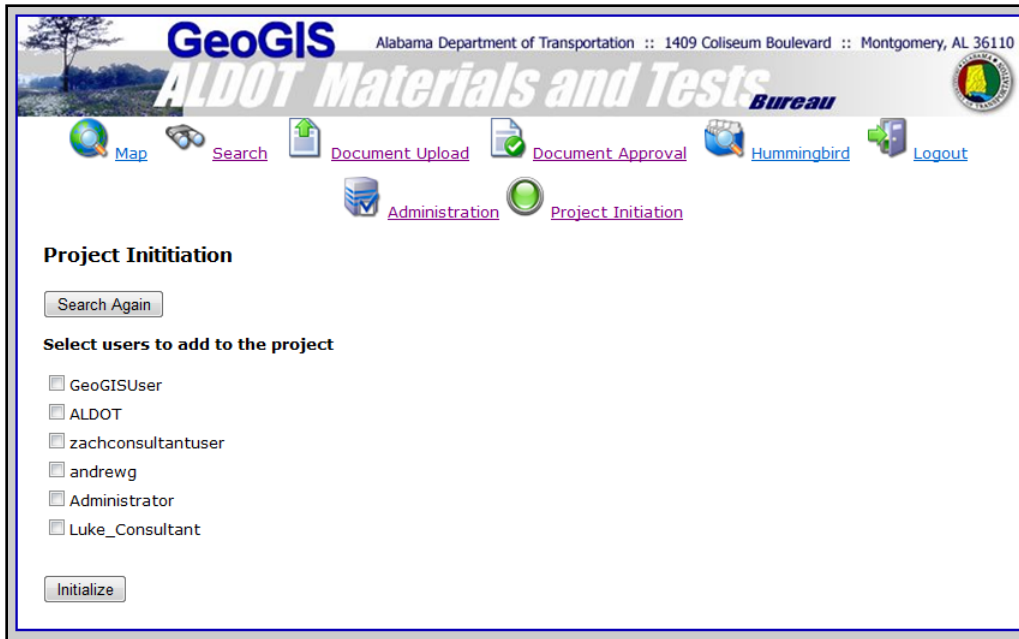 GeoGIS Alabama Department of Transportation :: 1409 Coliseum Boulevard :: Montgomery, AL 36110
ALDOT Materials and Tests Bureau
Map Search Document Upload Document Approval Hummingbird Logout
Administration Project Initiation
Project Inititiation
Search Again
Select users to add to the project
GeoGISUser
ALDOT
zachconsultantuser
andrewg
Administrator
Luke_Consultant
Initialize